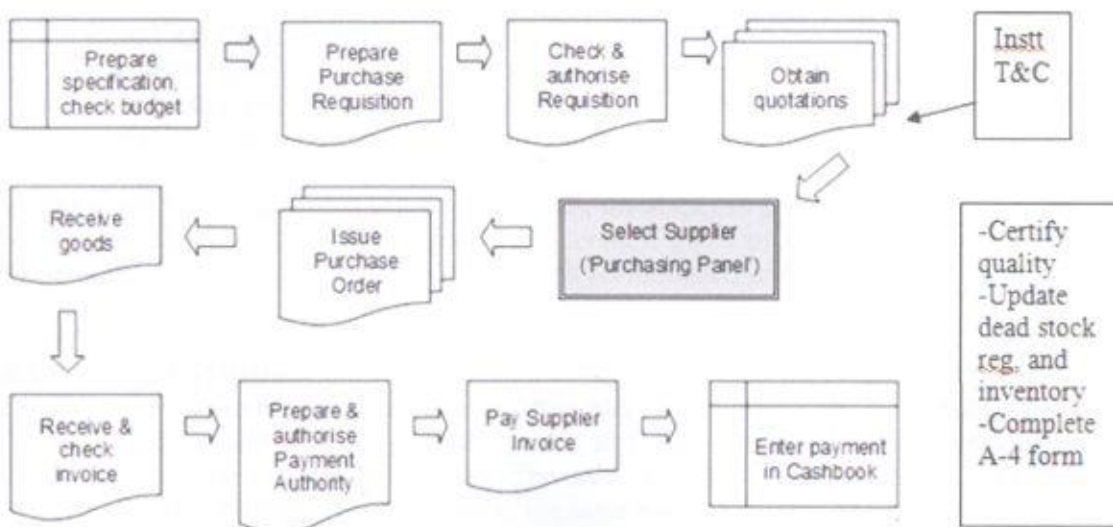 Prepare
specification,
check budget
Prepare
Purchase
Requisition
Check &
authorise
Requisition
Obtain
quotations
Instt
T&C
Receive
goods
Issue
Purchase
Order
Select Supplier
('Purchasing Panel')
-Certify
quality
-Update
dead stock
reg, and
inventory
-Complete
A-4 form
Receive &
check
invoice
Prepare &
authorise
Payment
Authority
Pay Supplier
Invoice
Enter payment
in Cashbook